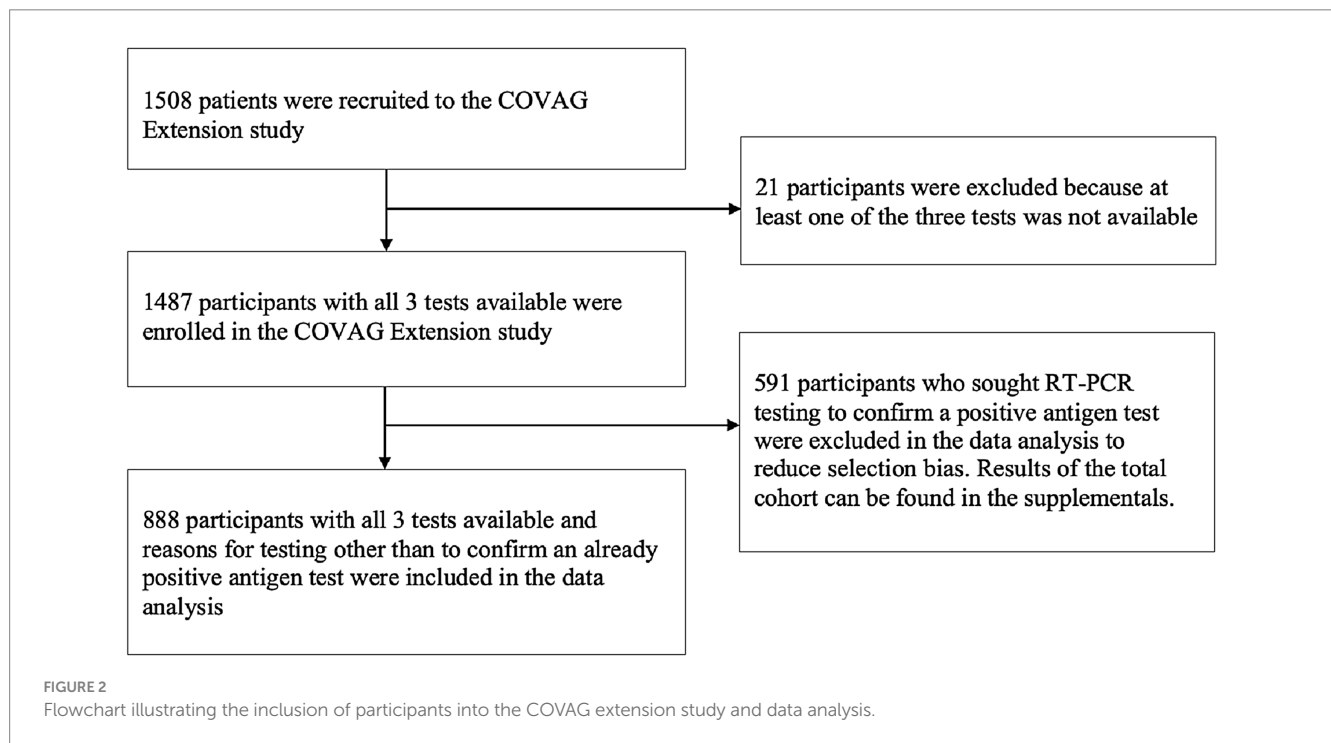 1508 patients were recruited to the COVAG
Extension study
21 participants were excluded because at
least one of the three tests was not available
1487 participants with all 3 tests available were
enrolled in the COVAG Extension study
591 participants who sought RT-PCR
testing to confirm a positive antigen test
were excluded in the data analysis to
reduce selection bias. Results of the total
cohort can be found in the supplementals.
888 participants with all 3 tests available and
reasons for testing other than to confirm an already
positive antigen test were included in the data
analysis
FIGURE 2
Flowchart illustrating the inclusion of participants into the COVAG extension study and data analysis.